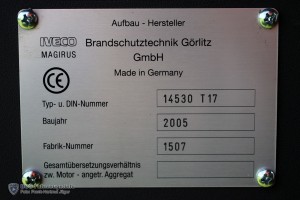 Aufbau - Hersteller
IVECO
MAGIRUS
Brandschutztechnik Görlitz
GmbH
Made in Germany
CE
Typ- u. DIN-Nummer 14530 T17
Baujahr 2005
Fabrik-Nummer 1507
Gesamtübersetzungsverhältnis
zw. Motor - angetr. Aggregat